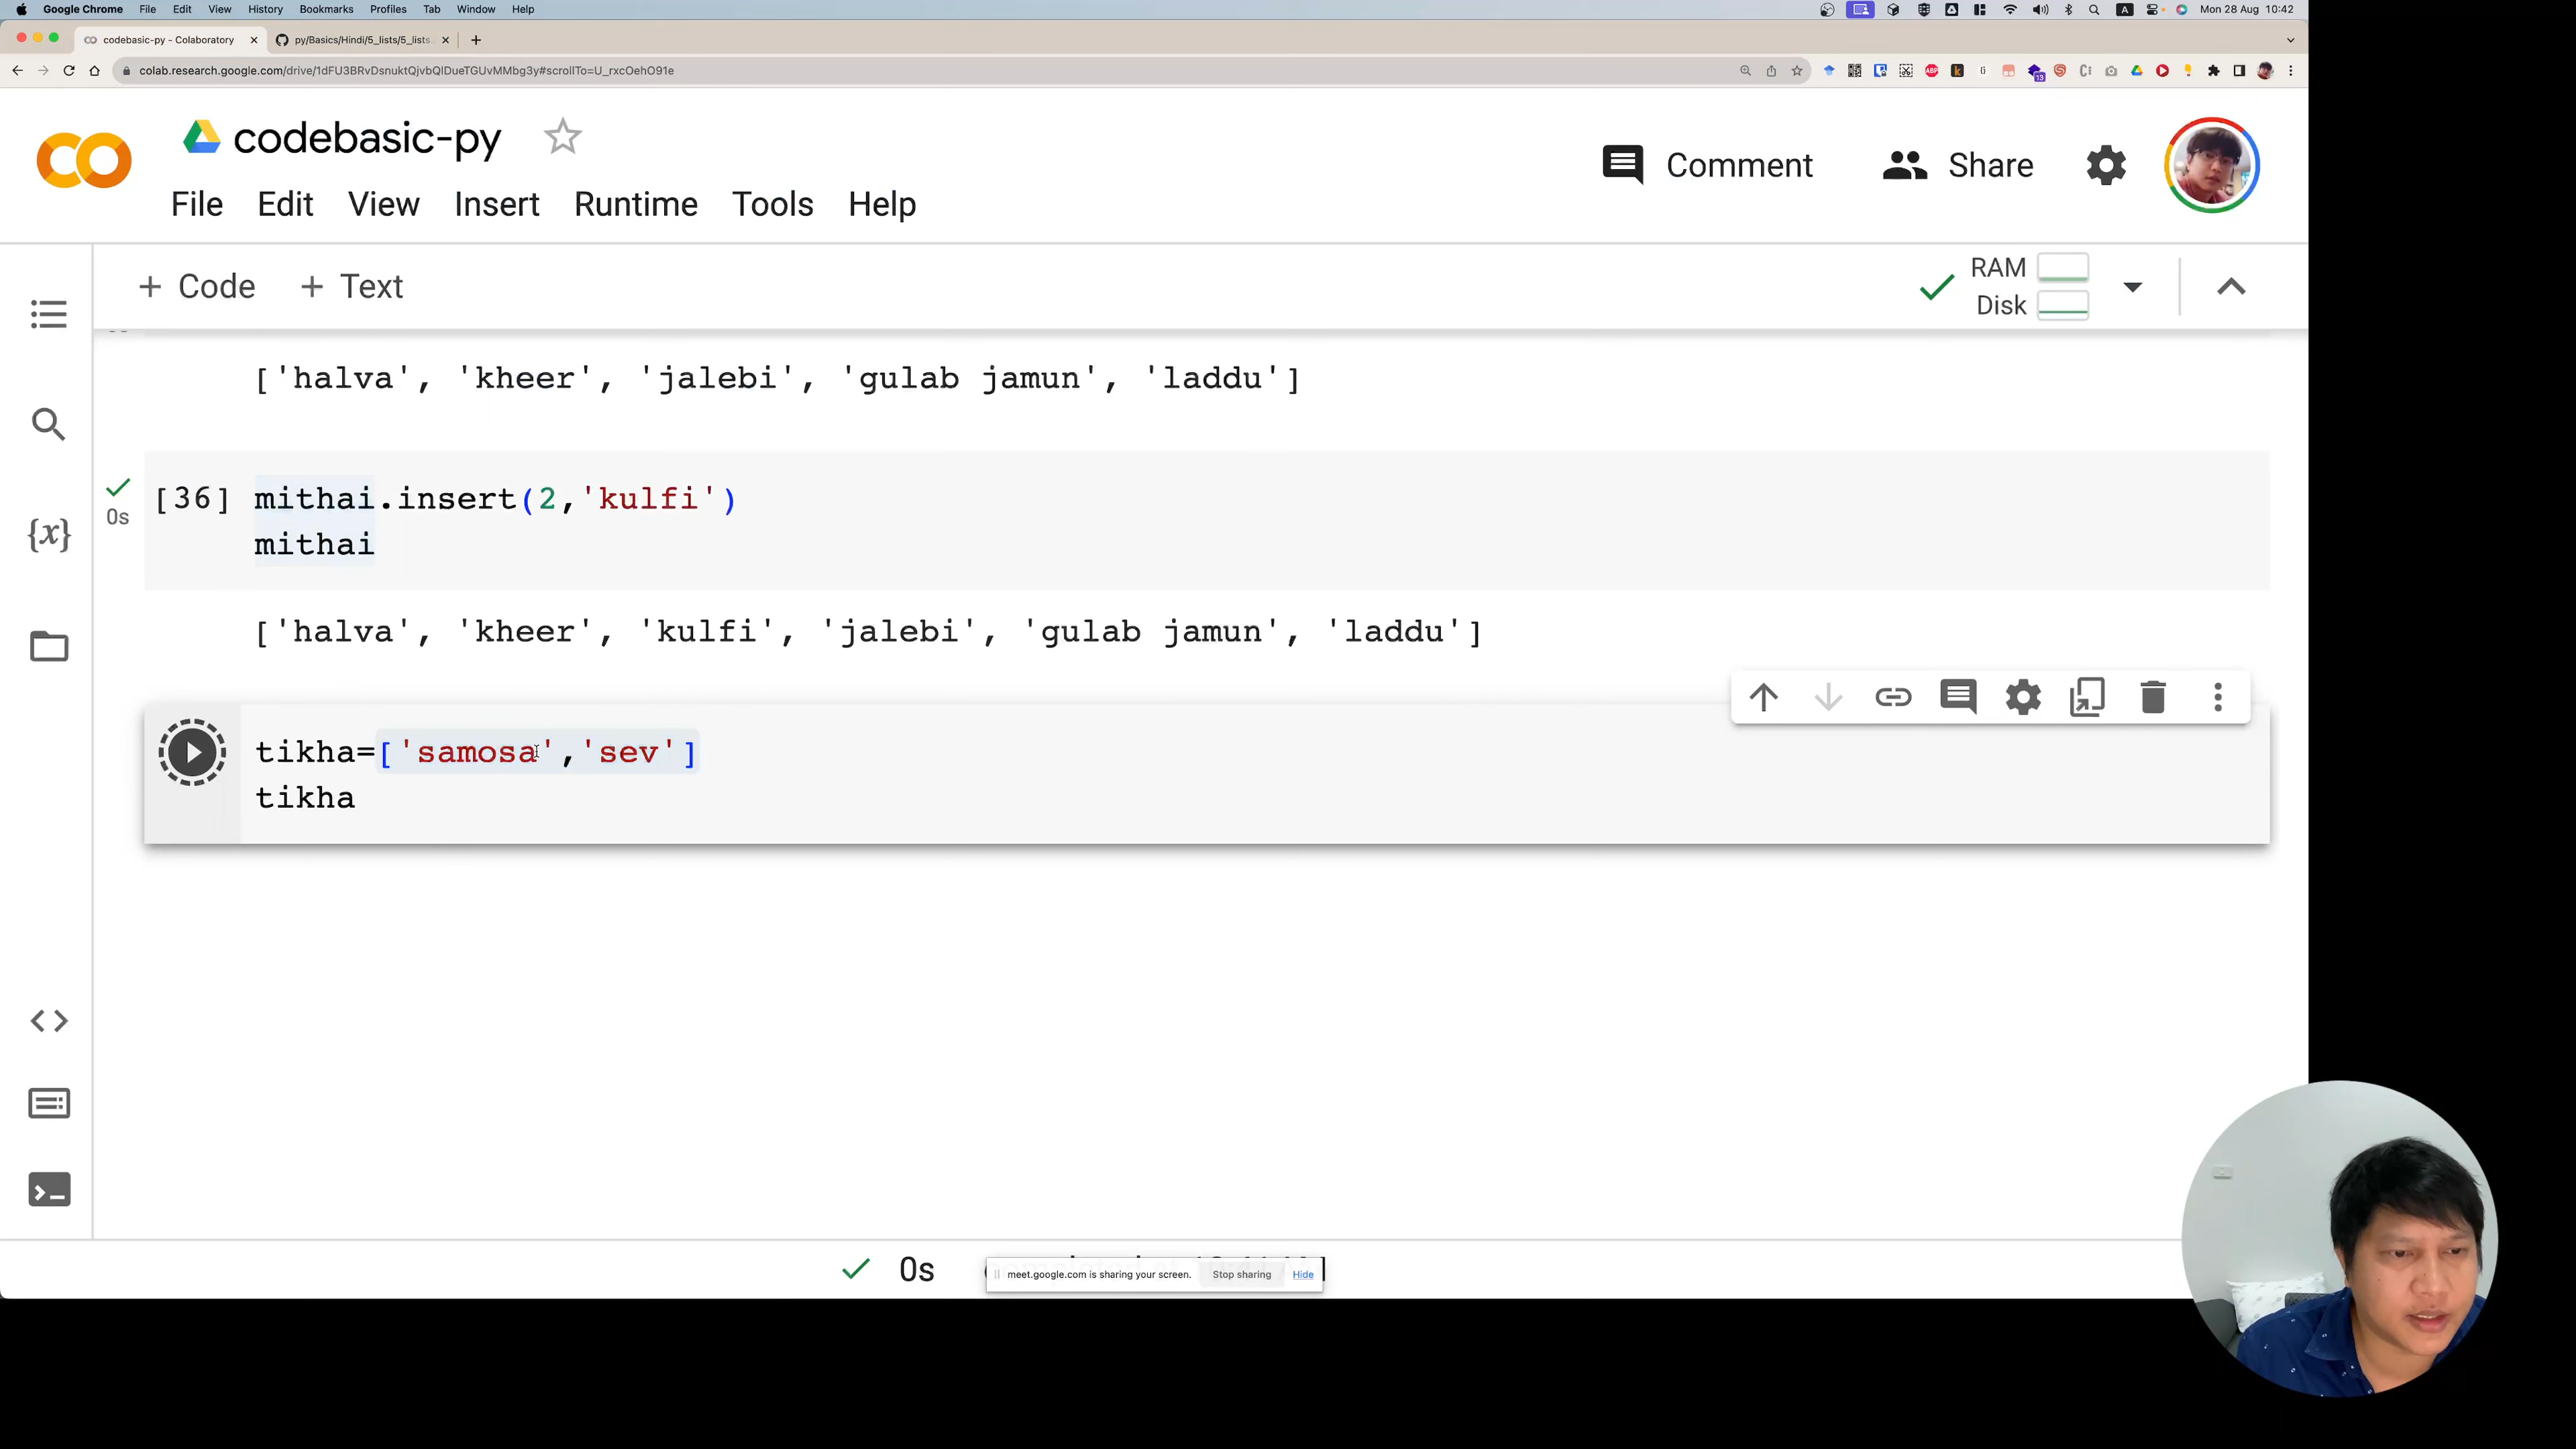 Google Chrome File Edit View History Bookmarks Profiles Tab Window Help
A
Mon 28 Aug 10:42
codebasic-py - Colaboratory
py/Basics/Hindi/5_lists/5_lists.
colab.research.google.com/drive/1dFU3BRvDsnuktQjvbQlDueTGUvMMbg3y#scrollTo=U_rxcOehO91e
ABP
k
13
codebasic-py
Comment
Share
File Edit View Insert Runtime Tools Help
+ Code + Text
RAM
Disk
['halva', 'kheer', 'jalebi', 'gulab jamun', 'laddu']
[36] mithai.insert(2,'kulfi')
0s
{x}
mithai
['halva', 'kheer', 'kulfi', 'jalebi', 'gulab jamun', 'laddu']
tikha=['samosa','sev']
tikha
0s
meet.google.com is sharing your screen. Stop sharing Hide